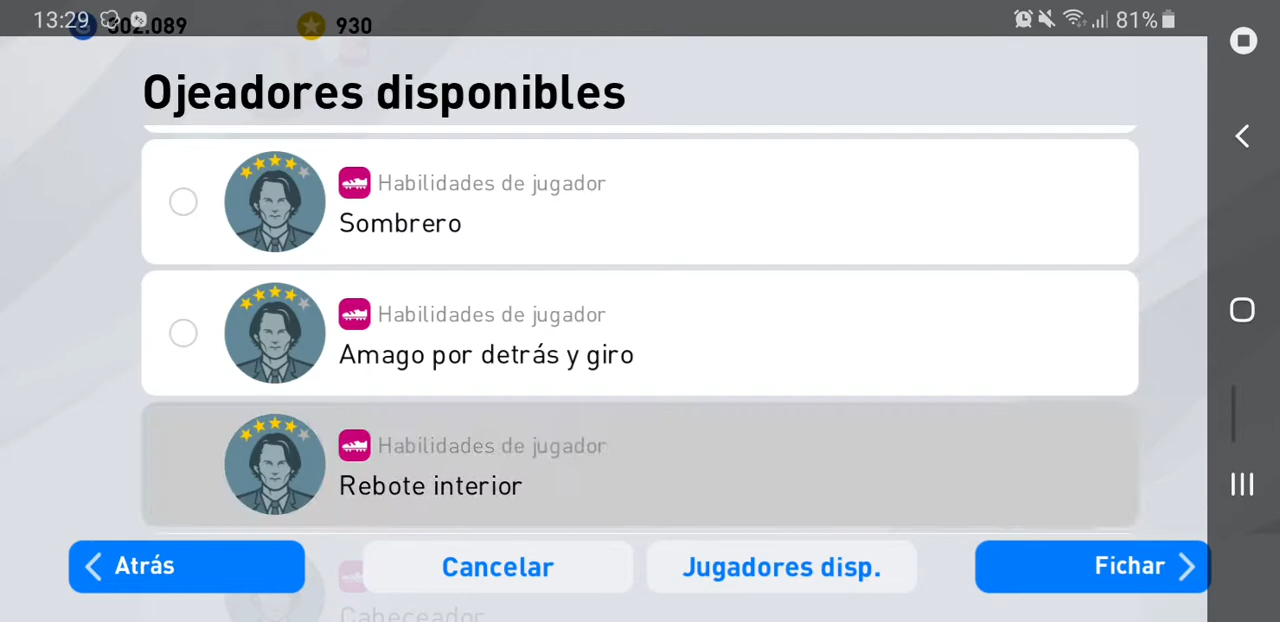 13:29
302.089
930
81%
Ojeadores disponibles
Habilidades de jugador
Sombrero
Habilidades de jugador
Amago por detrás y giro
Habilidades de jugador
Rebote interior
Atrás
Cancelar
Jugadores disp.
Fichar
Cabeceador